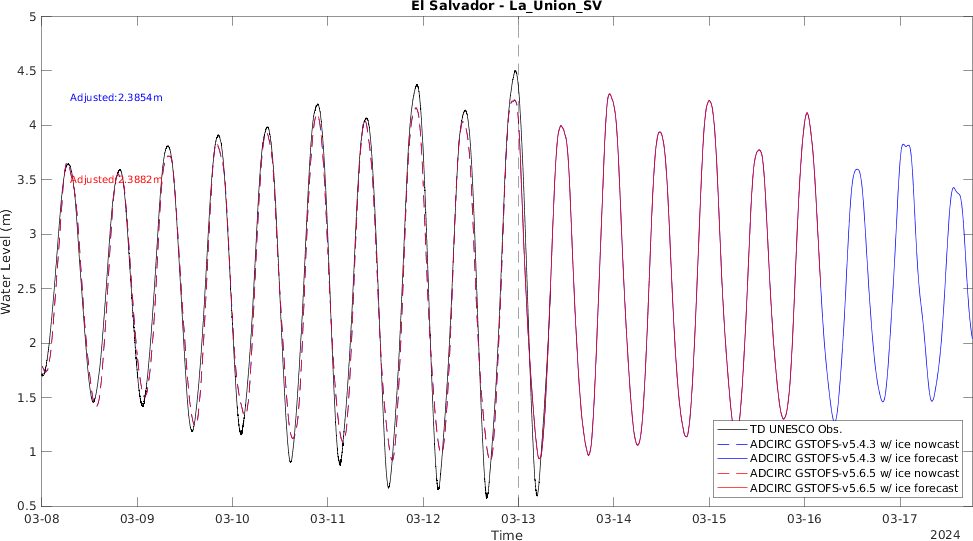 El Salvador - La_Union_SV
Water Level (m)
5
4.5
4
3.5
3
2.5
2
1.5
1
0.5
Adjusted:2.3854m
Adjusted:2.3882m
TD UNESCO Obs.
ADCIRC GSTOFS-v5.4.3 w/ ice nowcast
ADCIRC GSTOFS-v5.4.3 w/ ice forecast
ADCIRC GSTOFS-v5.6.5 w/ ice nowcast
ADCIRC GSTOFS-v5.6.5 w/ ice forecast
03-08 03-09 03-10 03-11 03-12 03-13 03-14 03-15 03-16 03-17
Time
2024